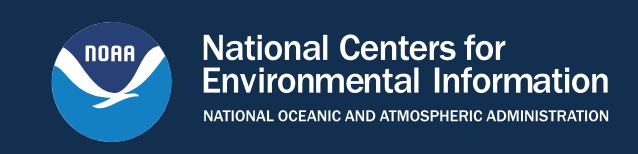 NOAA
National Centers for
Environmental Information
NATIONAL OCEANIC AND ATMOSPHERIC ADMINISTRATION